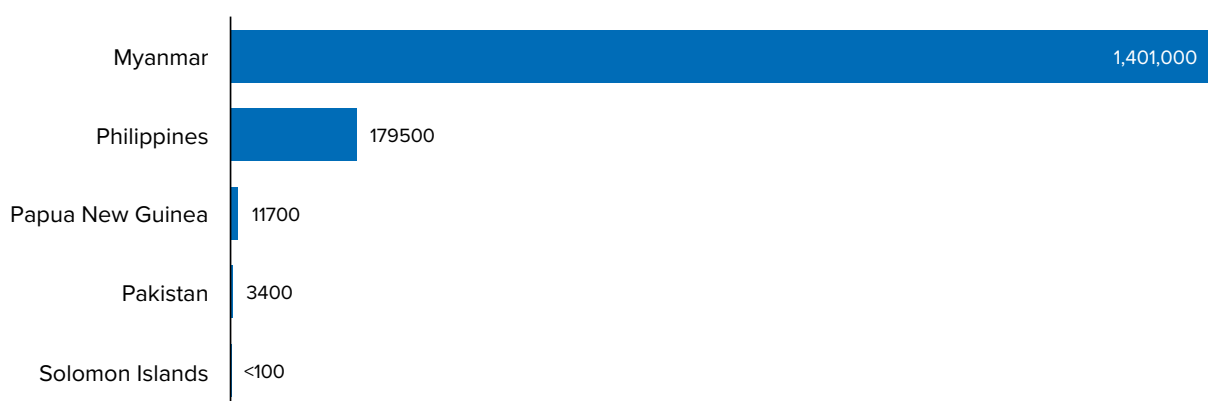 Myanmar 1,401,000
Philippines 179500
Papua New Guinea 11700
Pakistan 3400
Solomon Islands <100